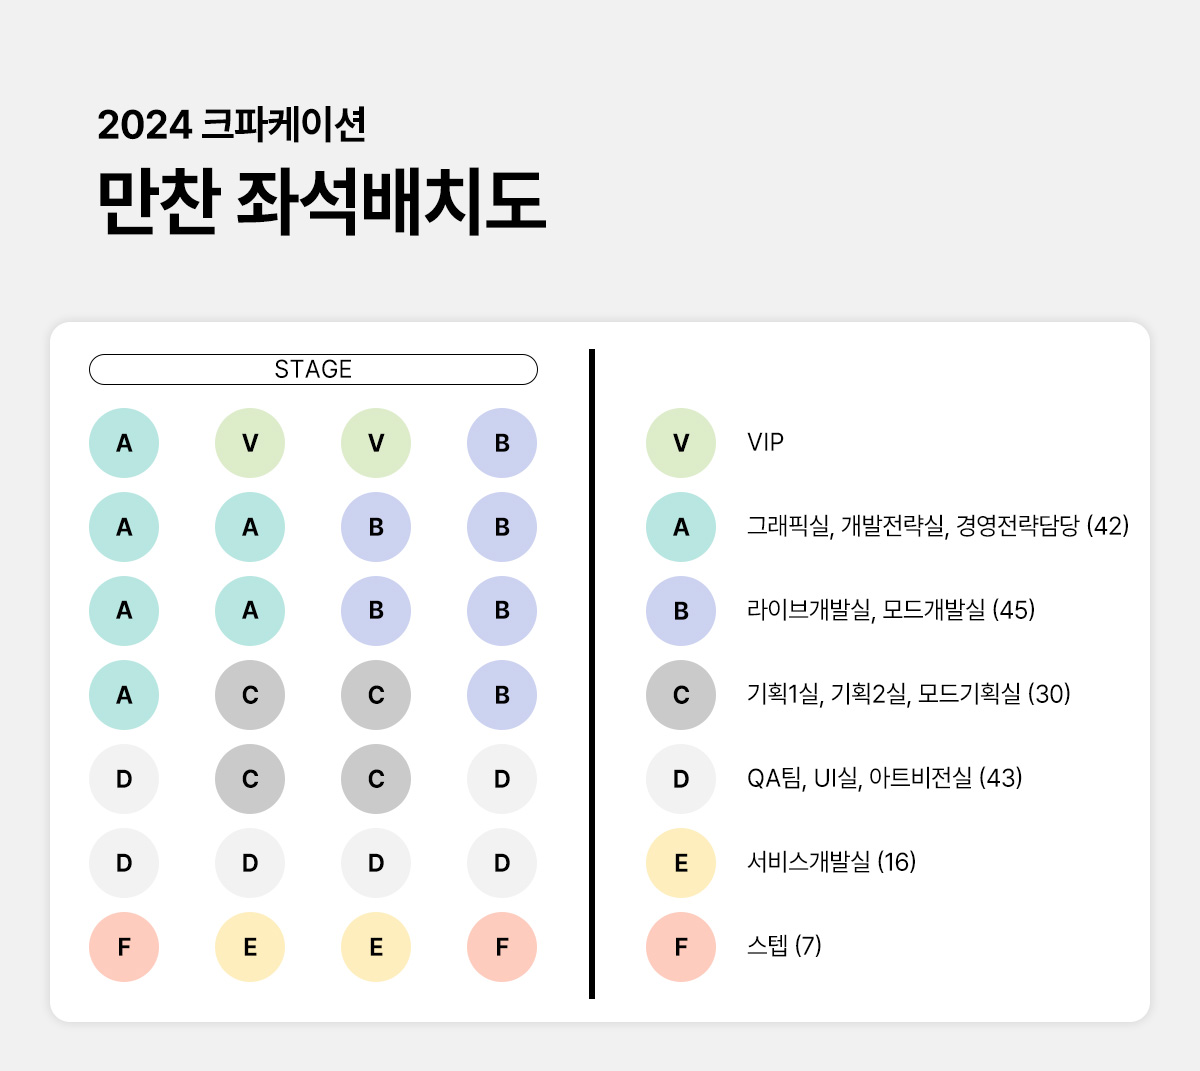 2024 크파케이션
만찬 좌석배치도
STAGE
A V V B
A A B B
A A B B
A C C B
D C C D
D D D D
F E E F
V VIP
A 그래픽실, 개발전략실, 경영전략담당 (42)
B 라이브개발실, 모드개발실 (45)
C 기획1실, 기획2실, 모드기획실 (30)
D QA팀, UI실, 아트비전실 (43)
E 서비스개발실 (16)
F 스텝 (7)